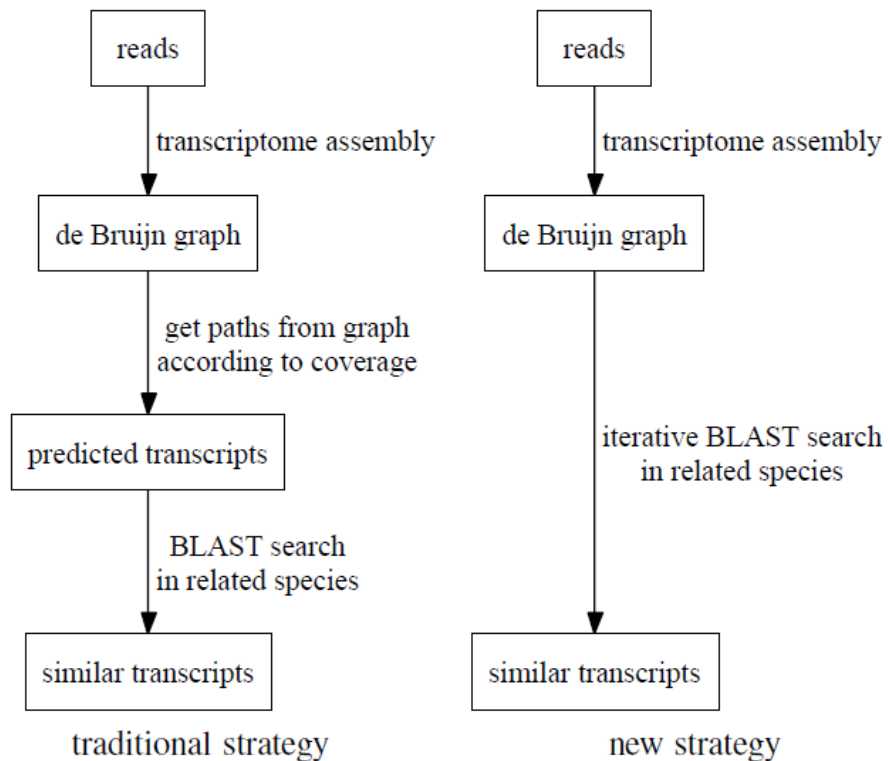 reads
transcriptome assembly
de Bruijn graph
get paths from graph
according to coverage
predicted transcripts
BLAST search
in related species
similar transcripts
traditional strategy
reads
transcriptome assembly
de Bruijn graph
iterative BLAST search
in related species
similar transcripts
new strategy